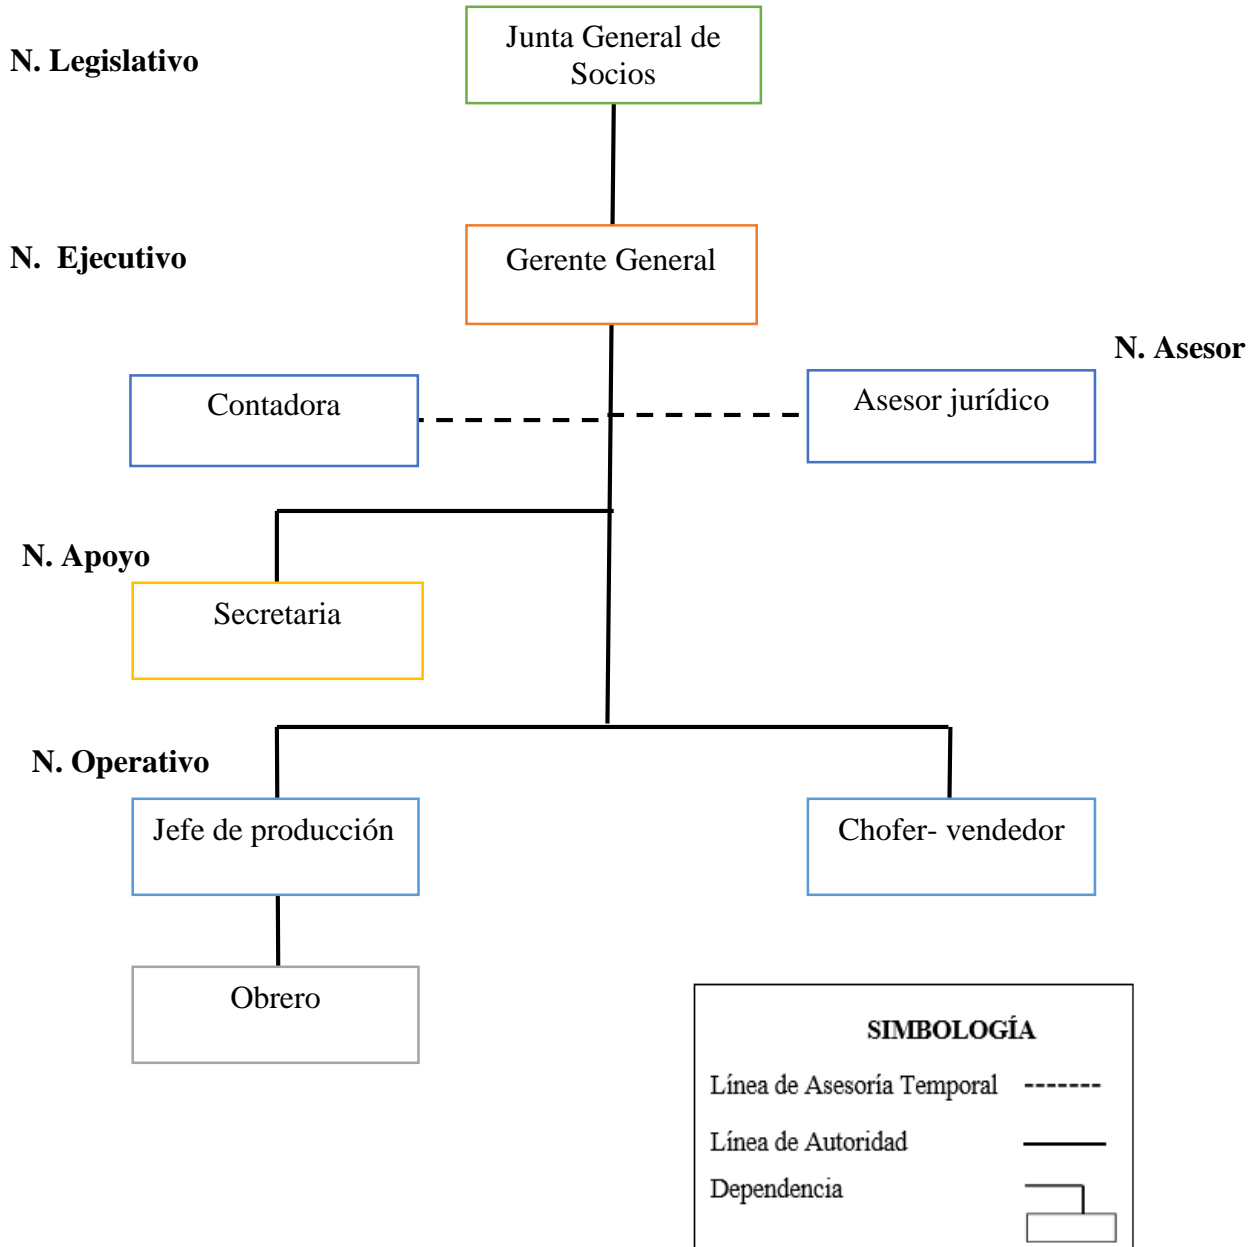 N. Legislativo
Junta General de
Socios
N. Ejecutivo
Gerente General
N. Asesor
Contadora
Asesor jurídico
N. Apoyo
Secretaria
N. Operativo
Jefe de producción
Chofer- vendedor
Obrero
SIMBOLOGÍA
Línea de Asesoría Temporal
Línea de Autoridad
Dependencia